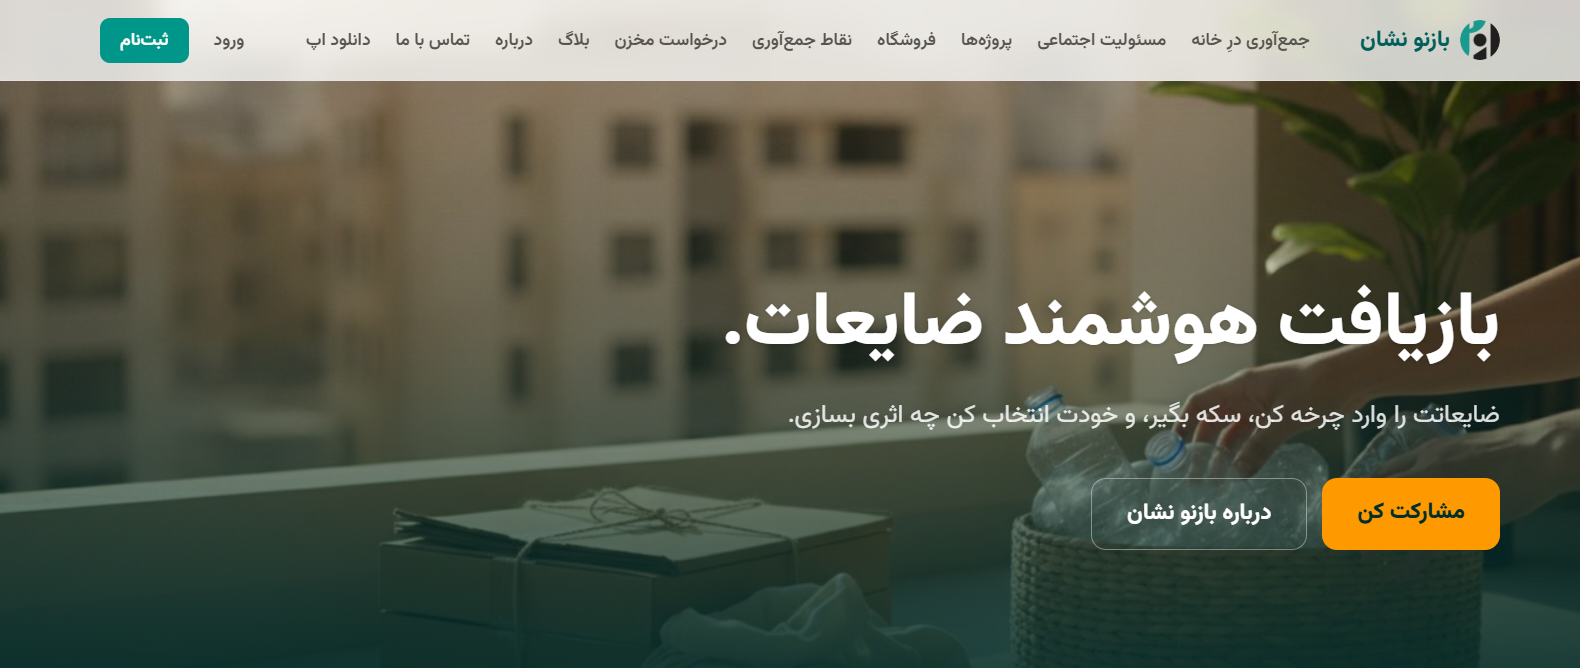 بازنو نشان
جمع‌آوری درِ خانه
مسئولیت اجتماعی
پروژه‌ها
فروشگاه
نقاط جمع‌آوری
درخواست مخزن
بلاگ
درباره
تماس با ما
دانلود اپ
ورود
ثبت‌نام
بازیافت هوشمند ضایعات.
ضایعاتت را وارد چرخه کن، سکه بگیر، و خودت انتخاب کن چه اثری بسازی.
مشارکت کن
درباره بازنو نشان